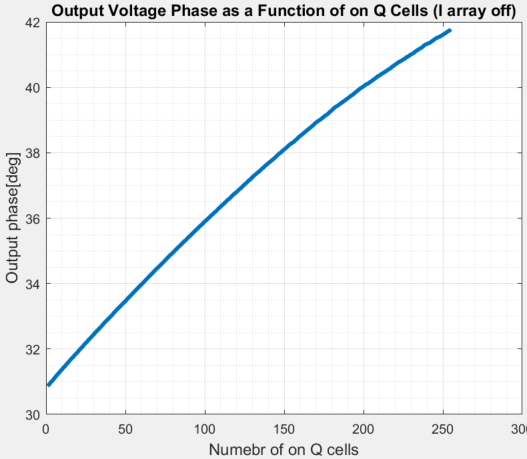 Output Voltage Phase as a Function of on Q Cells (I array off)
42
40
38
36
34
32
30
Output phase[deg]
0 50 100 150 200 250 300
Numebr of on Q cells